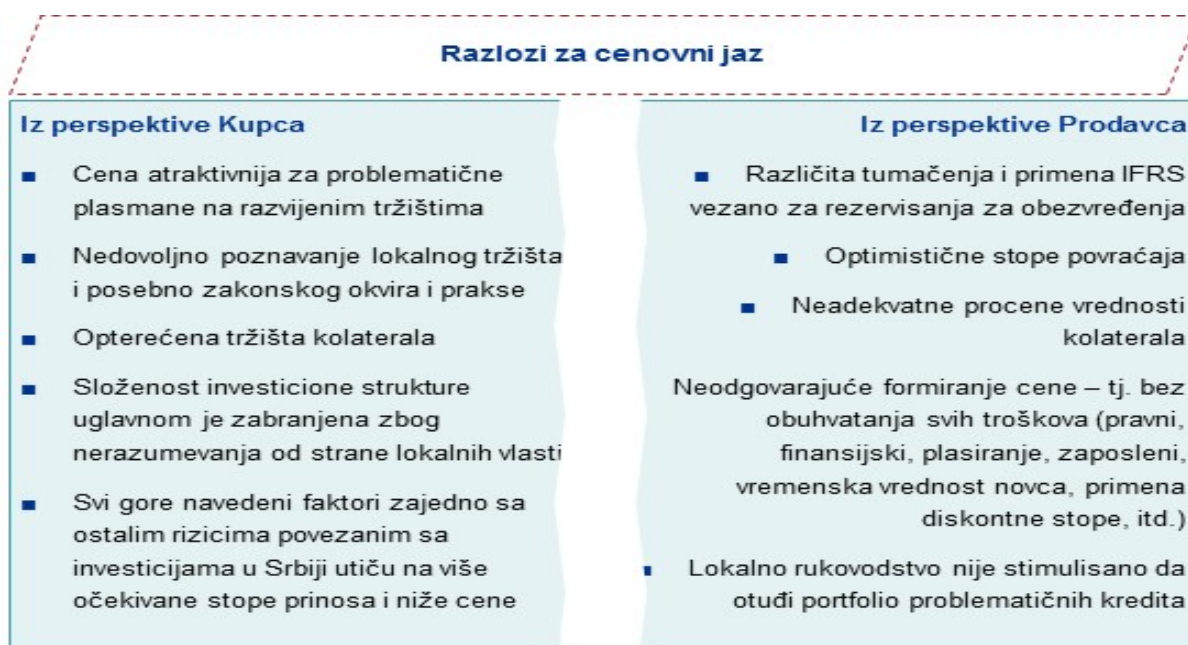 Razlozi za cenovni jaz
Iz perspektive Kupca
■ Cena atraktivnija za problematične
plasmane na razvijenim tržištima
■ Nedovoljno poznavanje lokalnog tržišta
i posebno zakonskog okvira i prakse
■ Opterećena tržišta kolaterala
■ Složenost investicione strukture
uglavnom je zabranjena zbog
nerazumevanja od strane lokalnih vlasti
■ Svi gore navedeni faktori zajedno sa
ostalim rizicima povezanim sa
investicijama u Srbiji utiču na više
očekivane stope prinosa i niže cene
Iz perspektive Prodavca
■ Različita tumačenja i primena IFRS
vezano za rezervisanja za obezvređenja
■ Optimistične stope povraćaja
■ Neadekvatne procene vrednosti
kolaterala
Neodgovarajuće formiranje cene – tj. bez
obuhvatanja svih troškova (pravni,
finansijski, plasiranje, zaposleni,
vremenska vrednost novca, primena
diskontne stope, itd.)
■ Lokalno rukovodstvo nije stimulisano da
otuđi portfolio problematičnih kredita